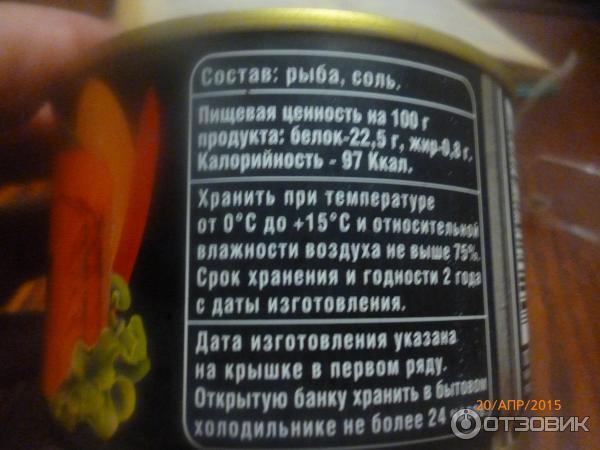 Состав: рыба, соль.
Пищевая ценность на 100 г
продукта: белок-22,5 г, жир-0,8 г.
Калорийность - 97 Ккал.
Хранить при температуре
от 0°С до +15°С и относительной
влажности воздуха не выше 75%.
Срок хранения и годности 2 года
с даты изготовления.
Дата изготовления указана
на крышке в первом ряду.
Открытую банку хранить в бытовом
холодильнике не более 24
20/АПР/2015
ОТЗОВИК